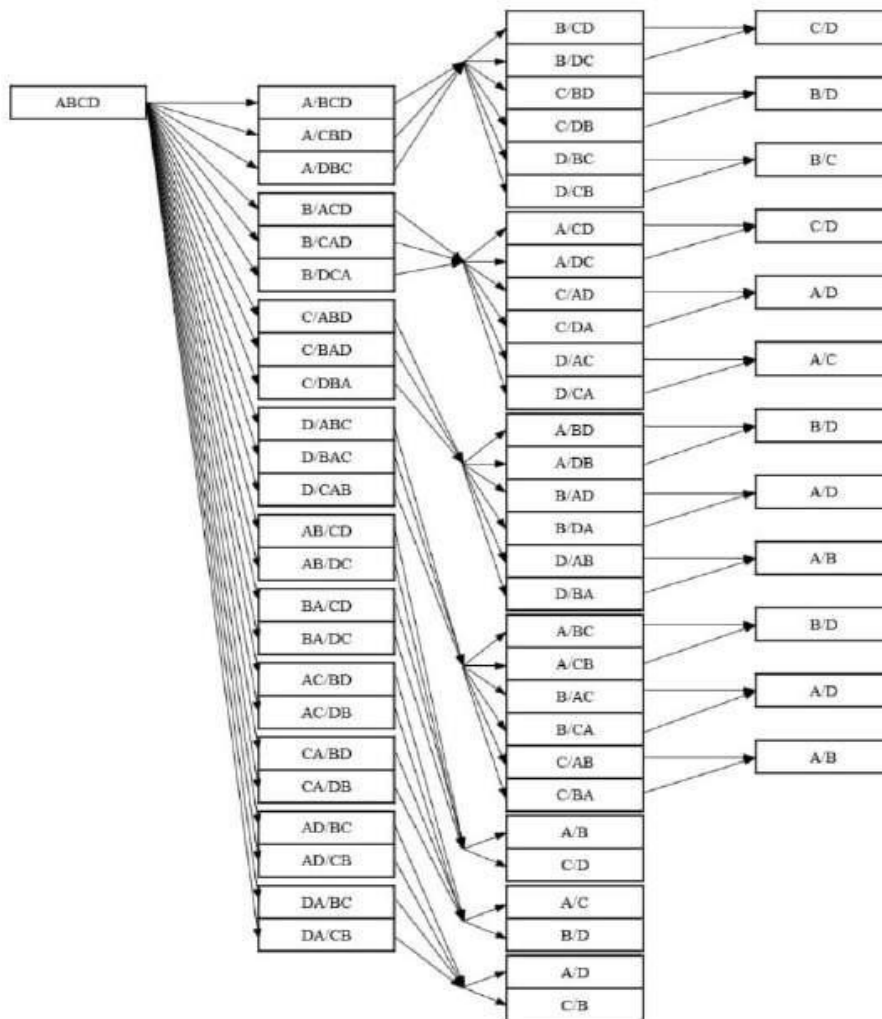 ABCD
A/BCD
A/CBD
A/DBC
B/ACD
B/CAD
B/DCA
C/ABD
C/BAD
C/DBA
D/ABC
D/BAC
D/CAB
AB/CD
AB/DC
BA/CD
BA/DC
AC/BD
AC/DB
CA/BD
CA/DB
AD/BC
AD/CB
DA/BC
DA/CB
B/CD
B/DC
C/BD
C/DB
D/BC
D/CB
A/CD
A/DC
C/AD
C/DA
D/AC
D/CA
A/BD
A/DB
B/AD
B/DA
D/AB
D/BA
A/BC
A/CB
B/AC
B/CA
C/AB
C/BA
A/B
C/D
A/C
B/D
A/D
C/B
C/D
B/D
B/C
C/D
A/D
A/C
B/D
A/D
A/B
B/D
A/D
A/B